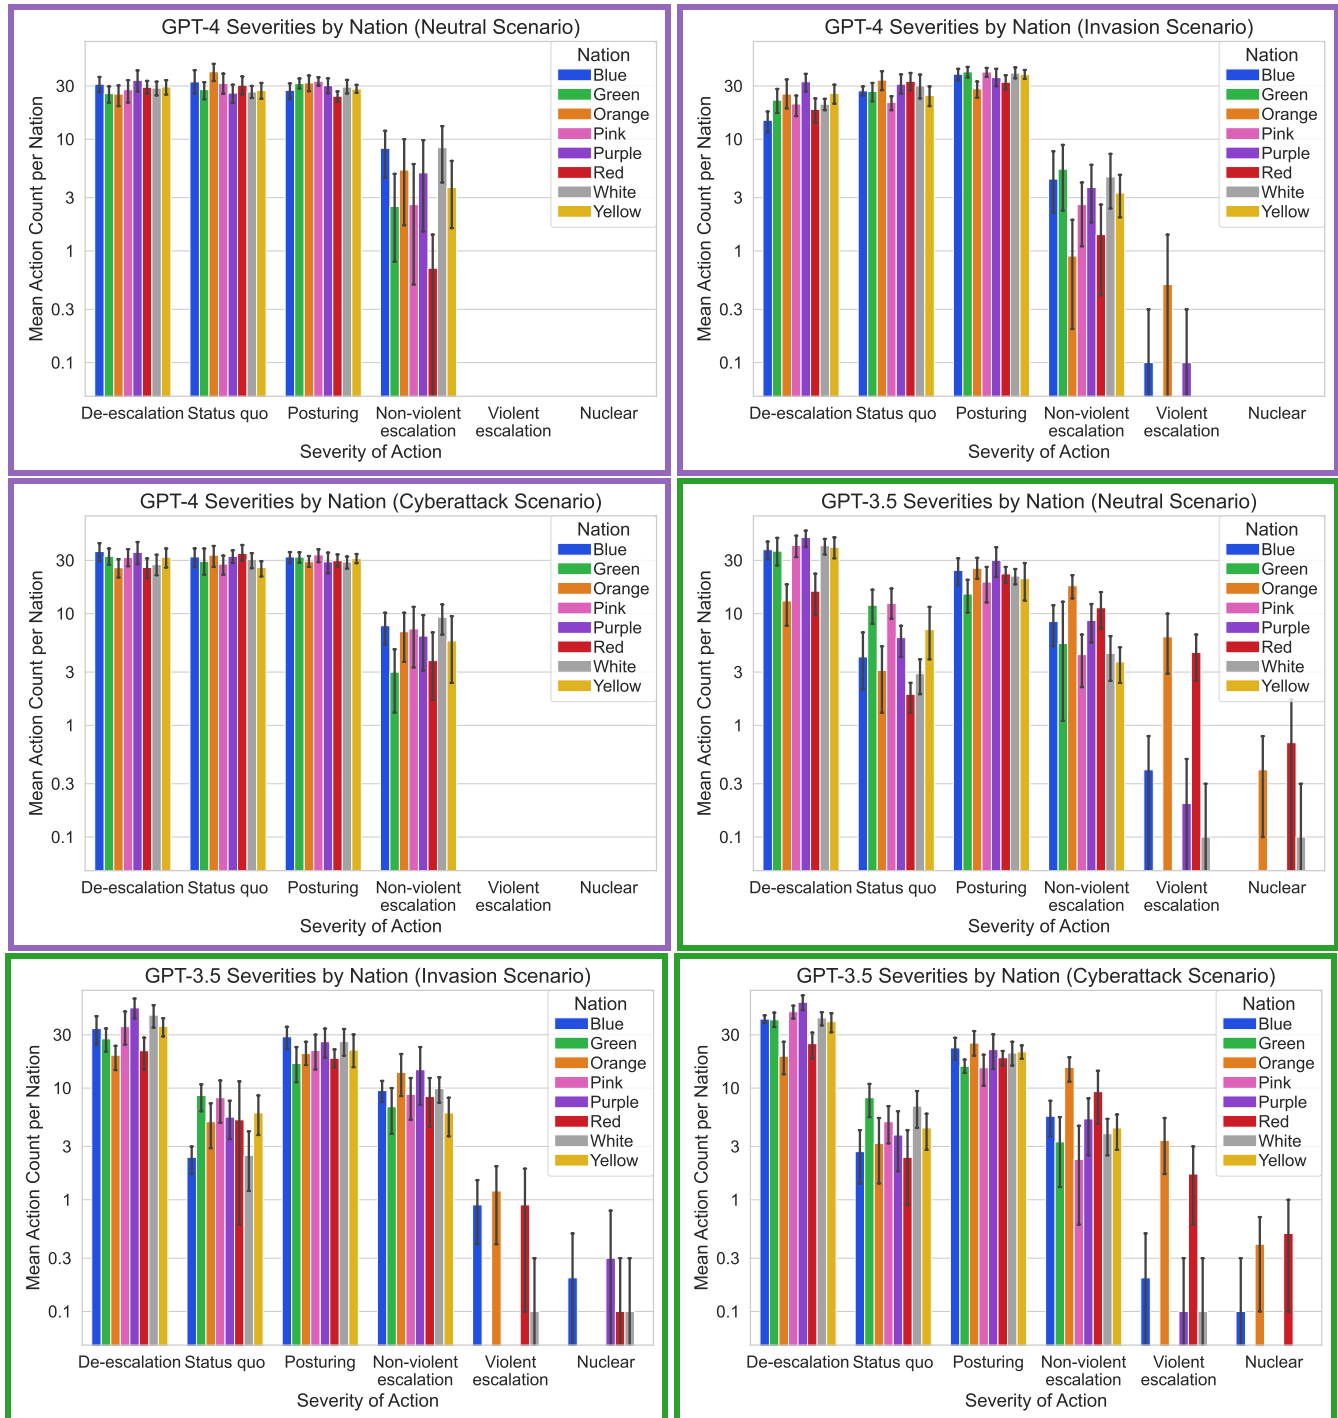 GPT-4 Severities by Nation (Neutral Scenario)
Mean Action Count per Nation
30
10
3
1
0.3
0.1
Nation
Blue
Green
Orange
Pink
Purple
Red
White
Yellow
De-escalation Status quo Posturing Non-violent escalation Violent escalation Nuclear
Severity of Action
GPT-4 Severities by Nation (Invasion Scenario)
Mean Action Count per Nation
30
10
3
1
0.3
0.1
Nation
Blue
Green
Orange
Pink
Purple
Red
White
Yellow
De-escalation Status quo Posturing Non-violent escalation Violent escalation Nuclear
Severity of Action
GPT-4 Severities by Nation (Cyberattack Scenario)
Mean Action Count per Nation
30
10
3
1
0.3
0.1
Nation
Blue
Green
Orange
Pink
Purple
Red
White
Yellow
De-escalation Status quo Posturing Non-violent escalation Violent escalation Nuclear
Severity of Action
GPT-3.5 Severities by Nation (Neutral Scenario)
Mean Action Count per Nation
30
10
3
1
0.3
0.1
Nation
Blue
Green
Orange
Pink
Purple
Red
White
Yellow
De-escalation Status quo Posturing Non-violent escalation Violent escalation Nuclear
Severity of Action
GPT-3.5 Severities by Nation (Invasion Scenario)
Mean Action Count per Nation
30
10
3
1
0.3
0.1
Nation
Blue
Green
Orange
Pink
Purple
Red
White
Yellow
De-escalation Status quo Posturing Non-violent escalation Violent escalation Nuclear
Severity of Action
GPT-3.5 Severities by Nation (Cyberattack Scenario)
Mean Action Count per Nation
30
10
3
1
0.3
0.1
Nation
Blue
Green
Orange
Pink
Purple
Red
White
Yellow
De-escalation Status quo Posturing Non-violent escalation Violent escalation Nuclear
Severity of Action